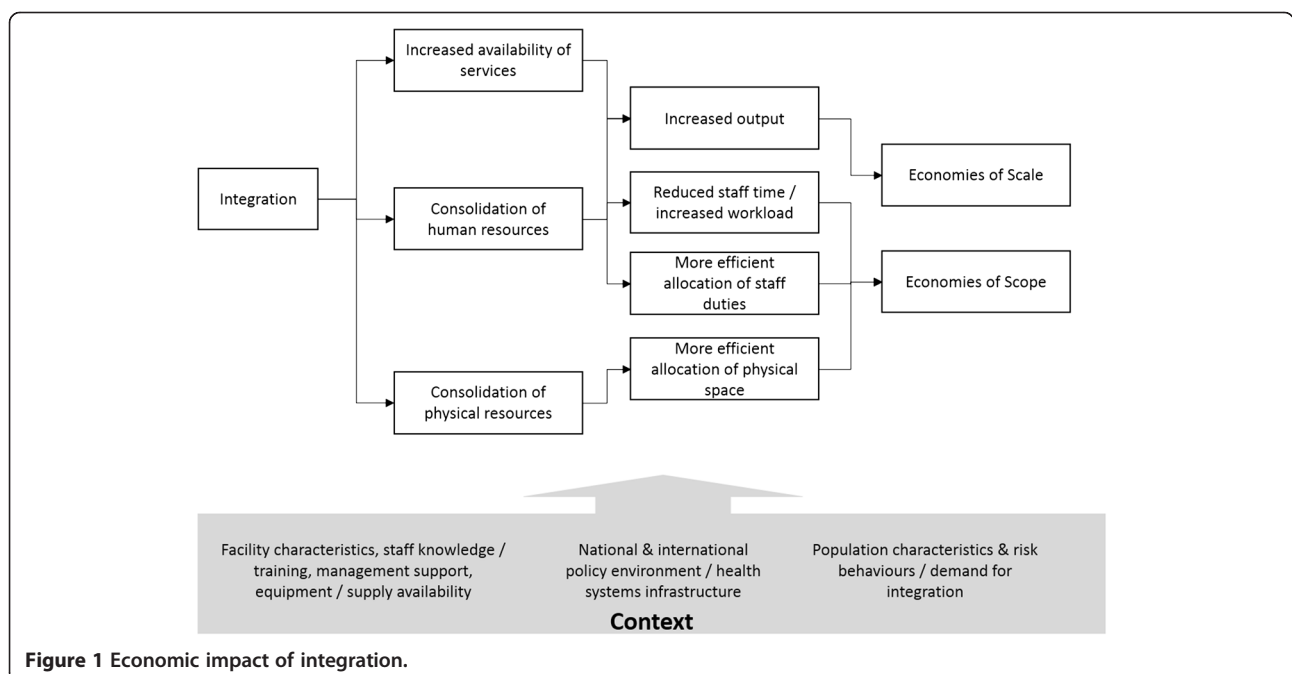 Increased availability of
services
Increased output
Economies of Scale
Integration
Consolidation of
human resources
Reduced staff time /
increased workload
More efficient
allocation of staff
duties
Economies of Scope
More efficient
allocation of physical
space
Consolidation of
physical resources
Facility characteristics, staff knowledge /
training, management support,
equipment / supply availability
National & international
policy environment / health
systems infrastructure
Population characteristics & risk
behaviours / demand for
integration
Context
Figure 1 Economic impact of integration.